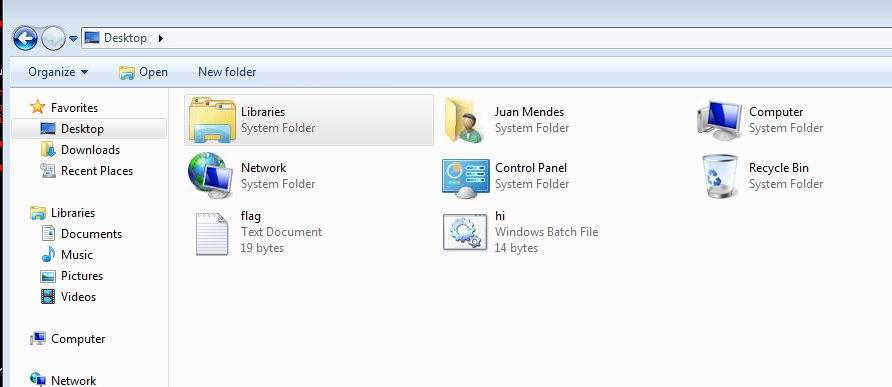 Desktop
Organize Open New folder
Favorites
Desktop
Downloads
Recent Places
Libraries
Documents
Music
Pictures
Videos
Computer
Network
Libraries
System Folder
Juan Mendes
System Folder
Computer
System Folder
Network
System Folder
Control Panel
System Folder
Recycle Bin
System Folder
flag
Text Document
19 bytes
hi
Windows Batch File
14 bytes